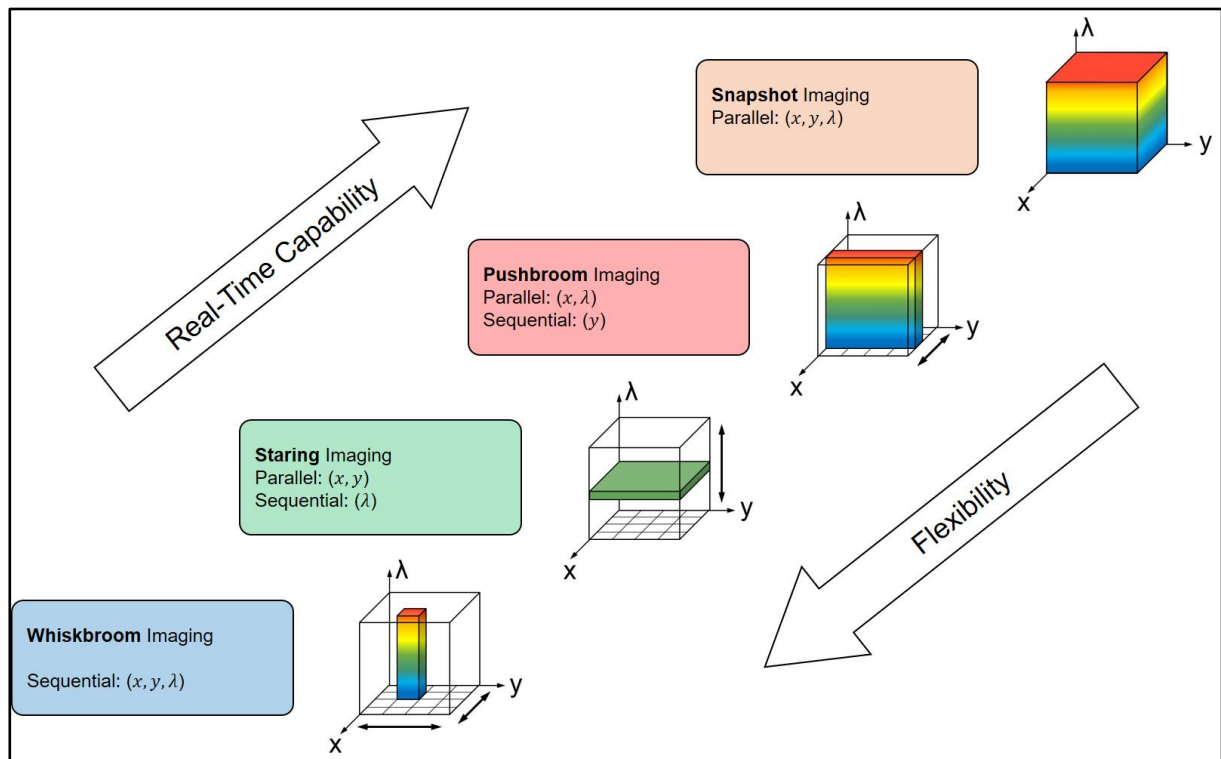 λ
Snapshot Imaging
Parallel: (𝑥, 𝑦, λ)
y
x
Real-Time Capability
λ
Pushbroom Imaging
Parallel: (𝑥, λ)
Sequential: (𝑦)
y
x
λ
Staring Imaging
Parallel: (𝑥, 𝑦)
Sequential: (λ)
y
x
Flexibility
λ
Whiskbroom Imaging
Sequential: (𝑥, 𝑦, λ)
y
x